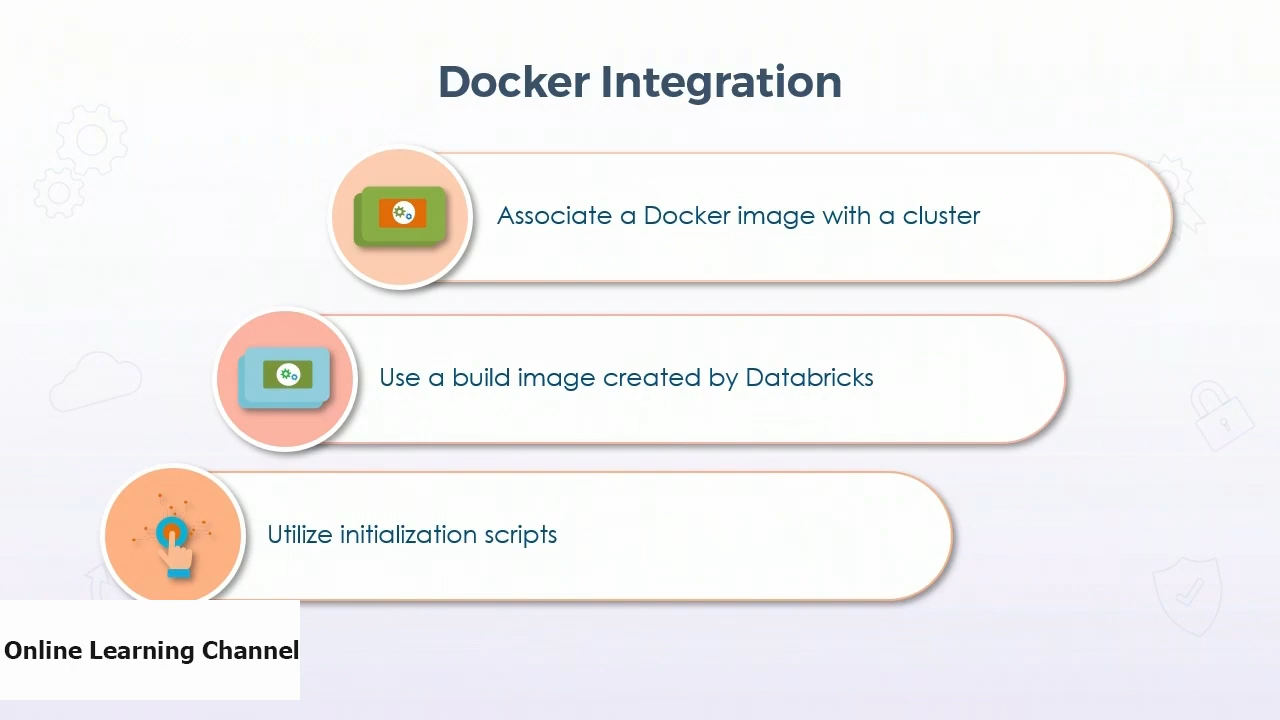 Docker Integration
Associate a Docker image with a cluster
Use a build image created by Databricks
Utilize initialization scripts
Online Learning Channel